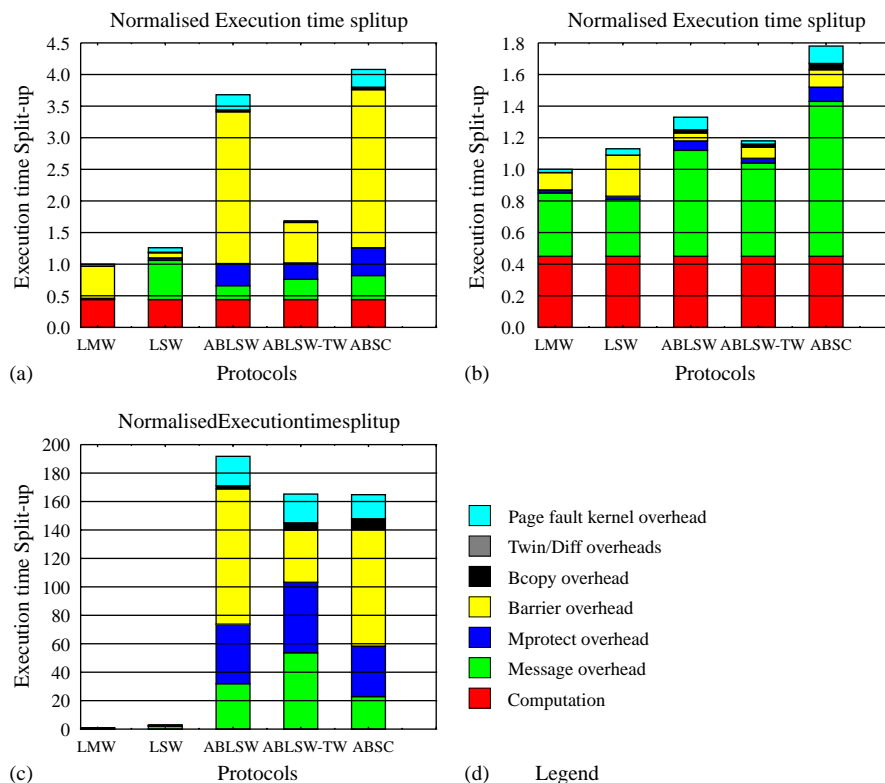 Normalised Execution time splitup
Execution time Split-up
4.5
4.0
3.5
3.0
2.5
2.0
1.5
1.0
0.5
0.0
LMW LSW ABLSW ABLSW-TW ABSC
(a) Protocols
Normalised Execution time splitup
Execution time Split-up
1.8
1.6
1.4
1.2
1.0
0.8
0.6
0.4
0.2
0.0
LMW LSW ABLSW ABLSW-TW ABSC
(b) Protocols
NormalisedExecutiontimesplitup
Execution time Split-up
200
180
160
140
120
100
80
60
40
20
0
LMW LSW ABLSW ABLSW-TW ABSC
(c) Protocols
Page fault kernel overhead
Twin/Diff overheads
Bcopy overhead
Barrier overhead
Mprotect overhead
Message overhead
Computation
(d) Legend